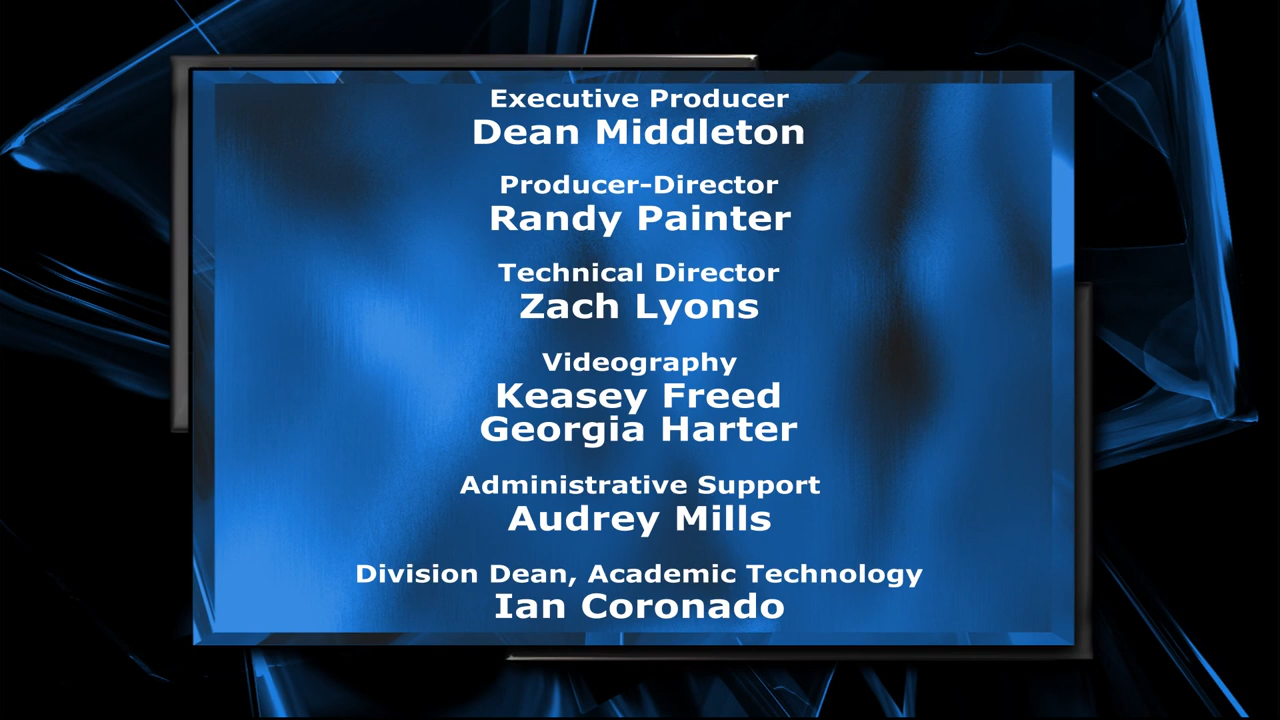 Executive Producer
Dean Middleton
Producer-Director
Randy Painter
Technical Director
Zach Lyons
Videography
Keasey Freed
Georgia Harter
Administrative Support
Audrey Mills
Division Dean, Academic Technology
Ian Coronado